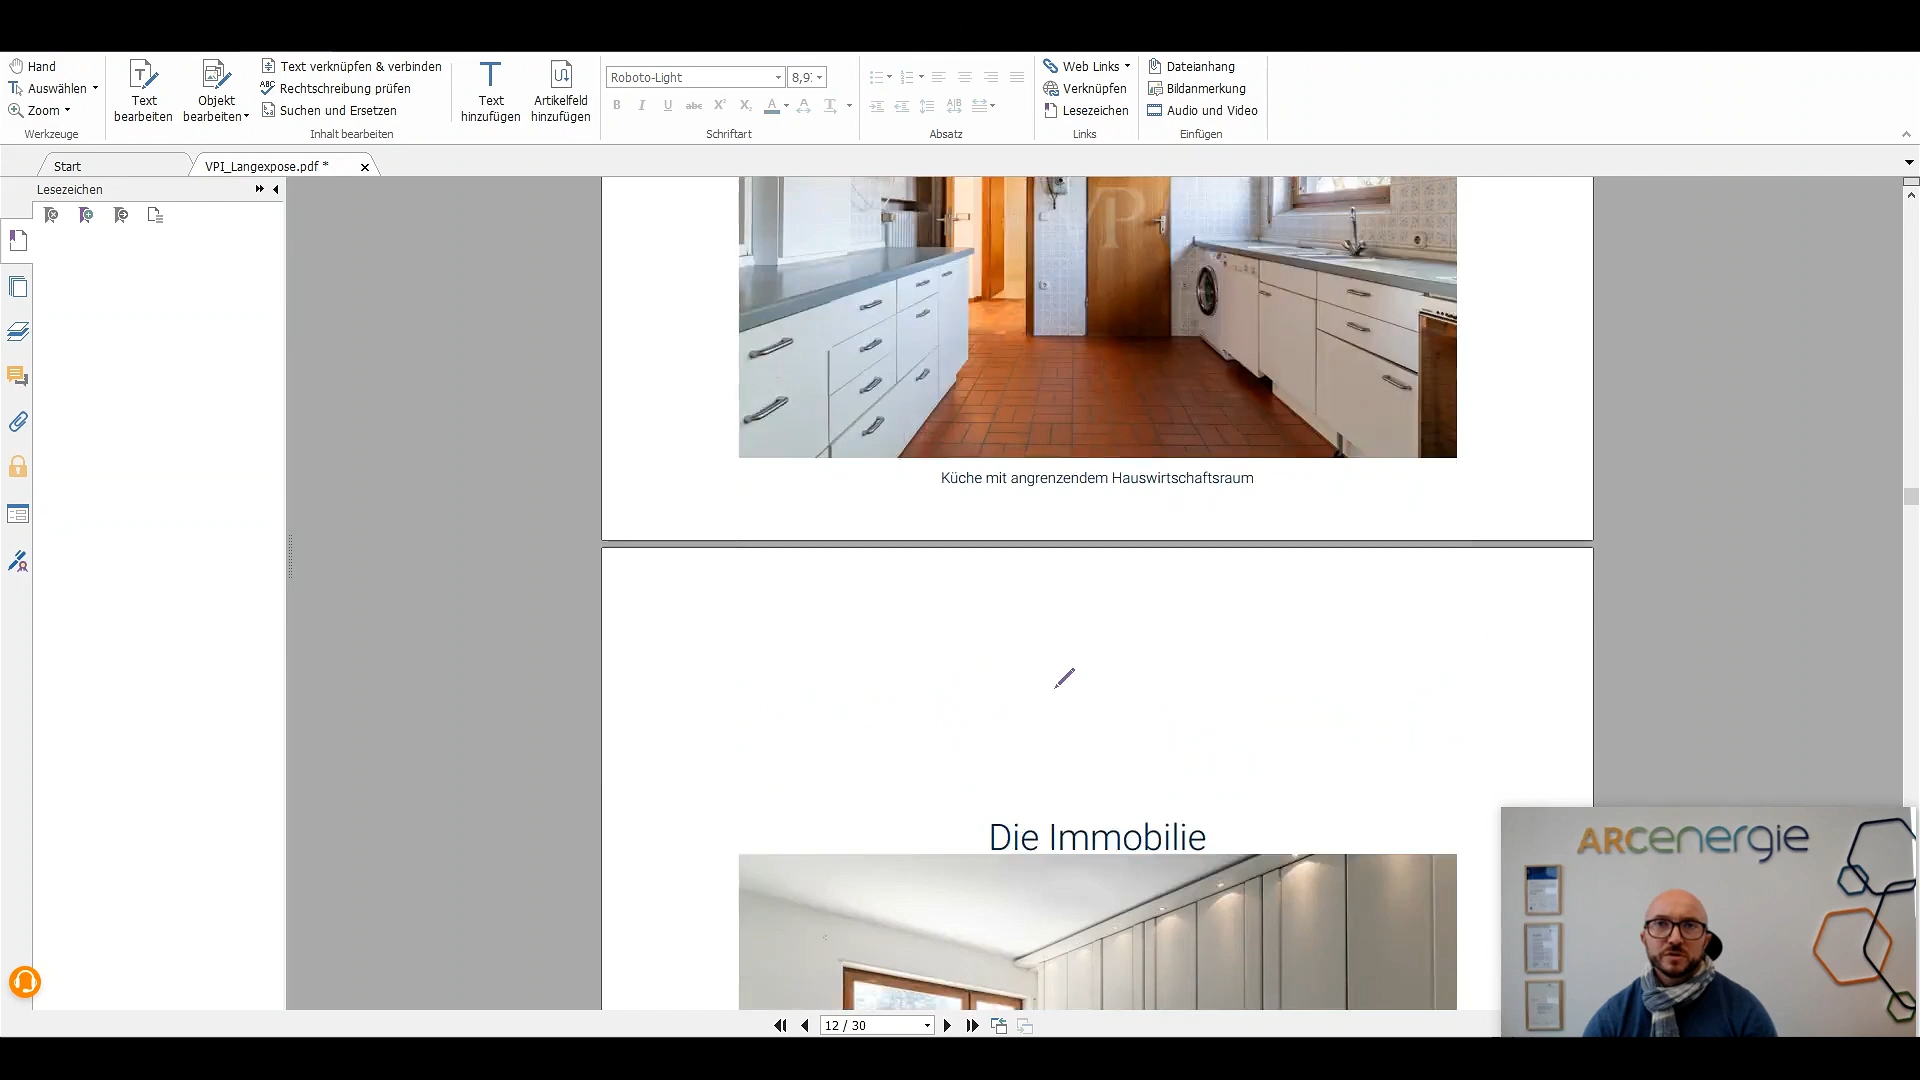 Hand
Auswählen
Zoom
Werkzeuge
Text bearbeiten
Objekt bearbeiten
Text verknüpfen & verbinden
Rechtschreibung prüfen
Suchen und Ersetzen
Inhalt bearbeiten
Text hinzufügen
Artikelfeld hinzufügen
Roboto-Light
Schriftart
Absatz
Web Links
Verknüpfen
Lesezeichen
Links
Dateianhang
Bildanmerkung
Audio und Video
Einfügen
Start
VPI_Langexpose.pdf *
Lesezeichen
VP
Küche mit angrenzendem Hauswirtschaftsraum
Die Immobilie
ARCenergie
12 / 30